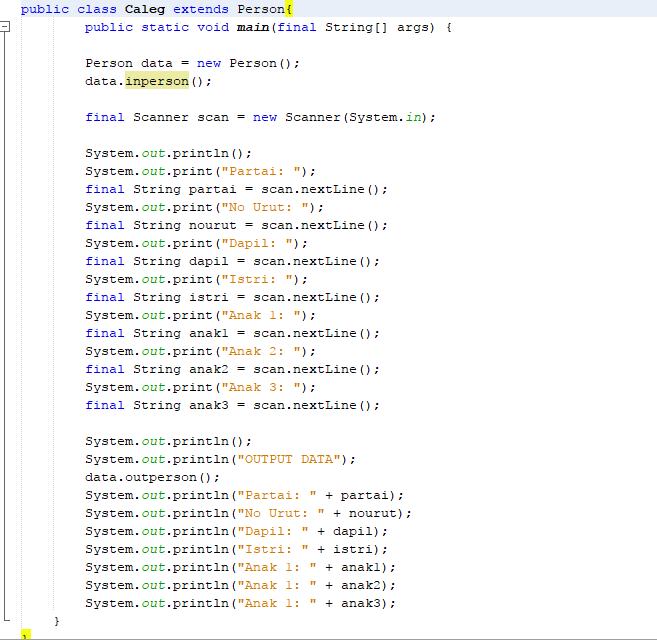 public class Caleg extends Person{
public static void main(final String[] args) {
Person data = new Person();
data.inperson();
final Scanner scan = new Scanner(System.in);
System.out.println();
System.out.print("Partai: ");
final String partai = scan.nextLine();
System.out.print("No Urut: ");
final String nourut = scan.nextLine();
System.out.print("Dapil: ");
final String dapil = scan.nextLine();
System.out.print("Istri: ");
final String istri = scan.nextLine();
System.out.print("Anak 1: ");
final String anak1 = scan.nextLine();
System.out.print("Anak 2: ");
final String anak2 = scan.nextLine();
System.out.print("Anak 3: ");
final String anak3 = scan.nextLine();
System.out.println();
System.out.println("OUTPUT DATA");
data.outperson();
System.out.println("Partai: " + partai);
System.out.println("No Urut: " + nourut);
System.out.println("Dapil: " + dapil);
System.out.println("Istri: " + istri);
System.out.println("Anak 1: " + anak1);
System.out.println("Anak 1: " + anak2);
System.out.println("Anak 1: " + anak3);
}
}